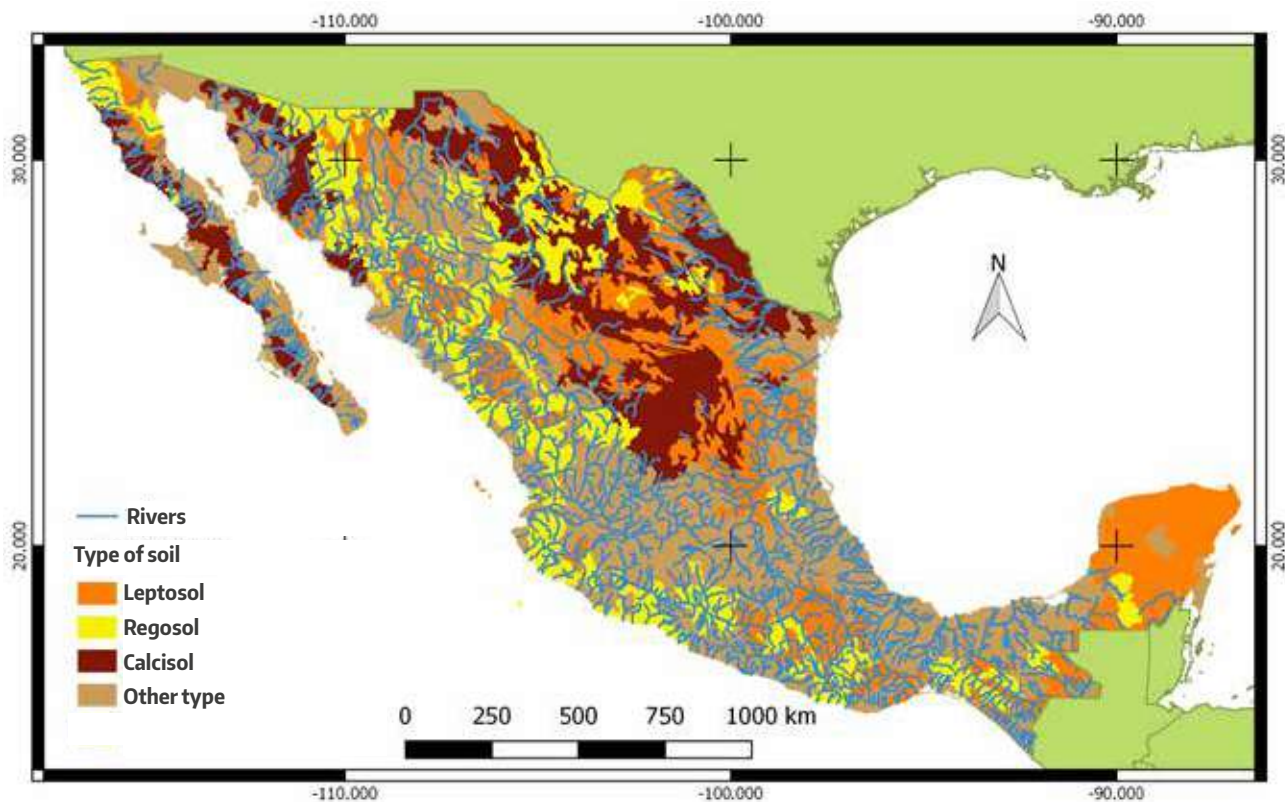 -110.000 -100.000 -90.000
30.000 30.000
N
Rivers
20.000 20.000
Type of soil
Leptosol
Regosol
Calcisol
Other type
0 250 500 750 1000 km
-110.000 -100.000 -90.000